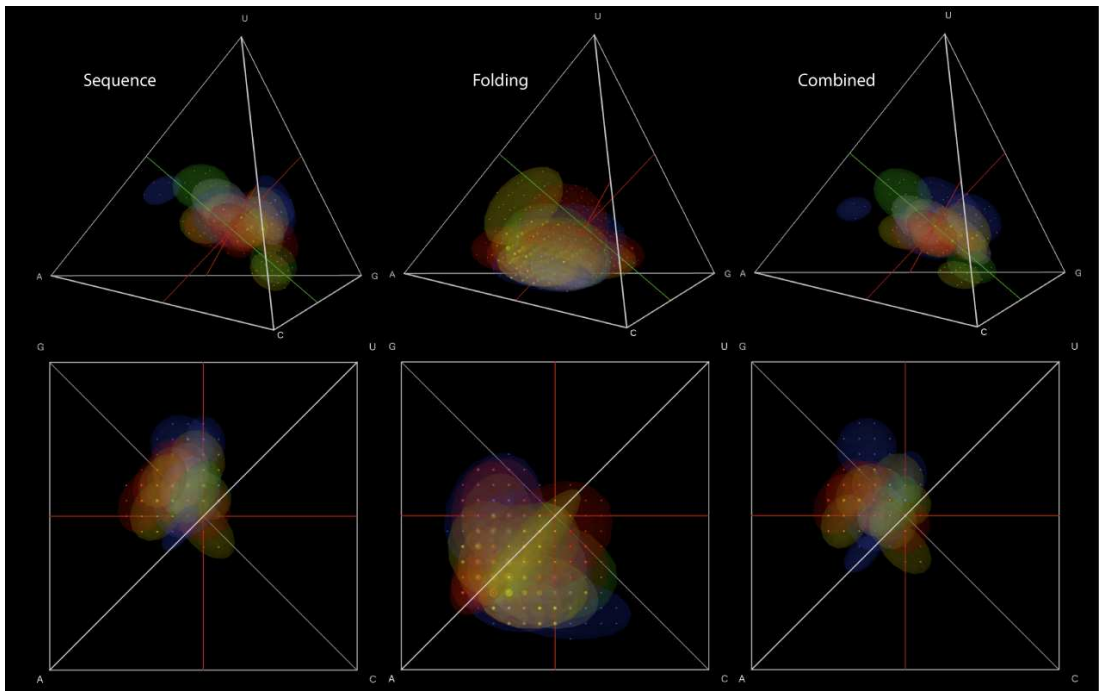 U U U
Sequence Folding Combined
A G A G A G
C C C
G U G U G U
A C A C A C